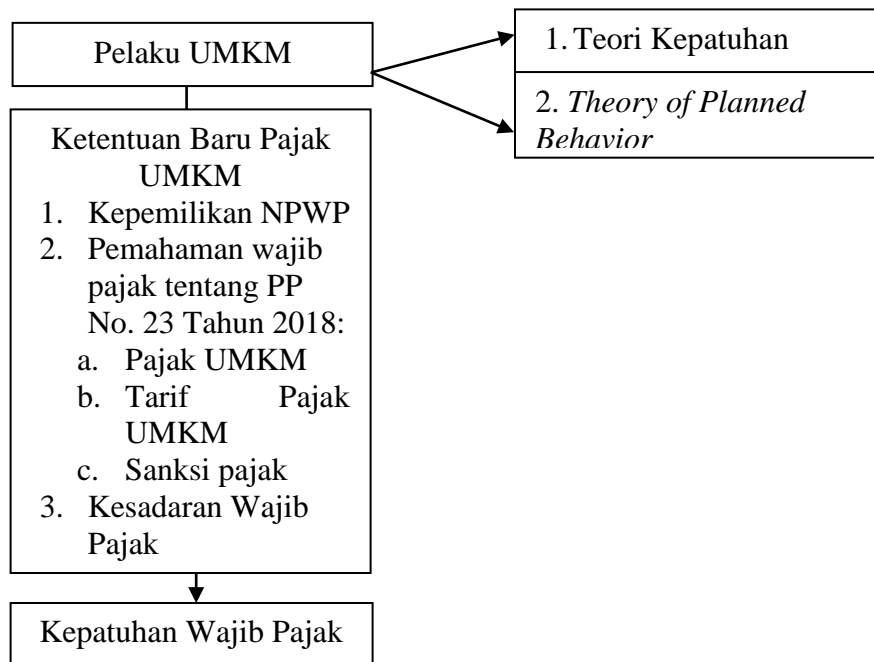 Pelaku UMKM
1. Teori Kepatuhan
2. Theory of Planned
Behavior
Ketentuan Baru Pajak
UMKM
1. Kepemilikan NPWP
2. Pemahaman wajib
pajak tentang PP
No. 23 Tahun 2018:
a. Pajak UMKM
b. Tarif Pajak
UMKM
c. Sanksi pajak
3. Kesadaran Wajib
Pajak
Kepatuhan Wajib Pajak